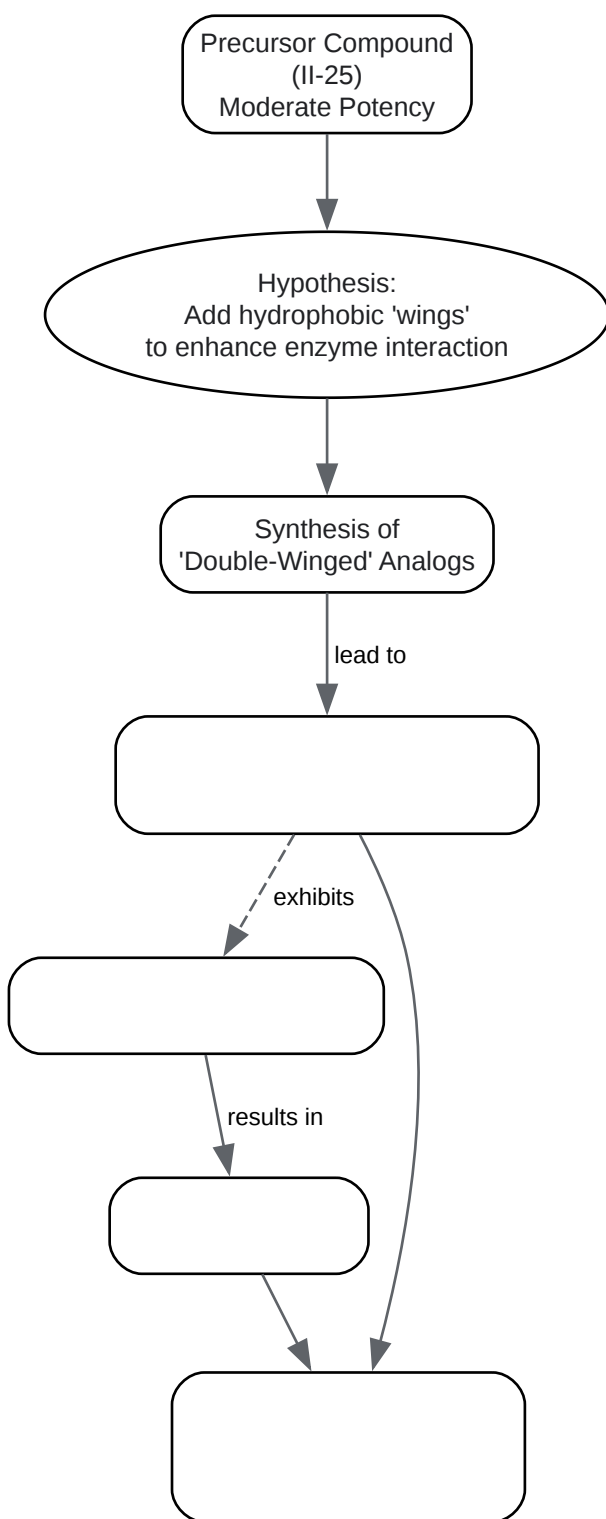 Precursor Compound
(II-25)
Moderate Potency
Hypothesis:
Add hydrophobic 'wings'
to enhance enzyme interaction
Synthesis of
'Double-Winged' Analogs
lead to
exhibits
results in